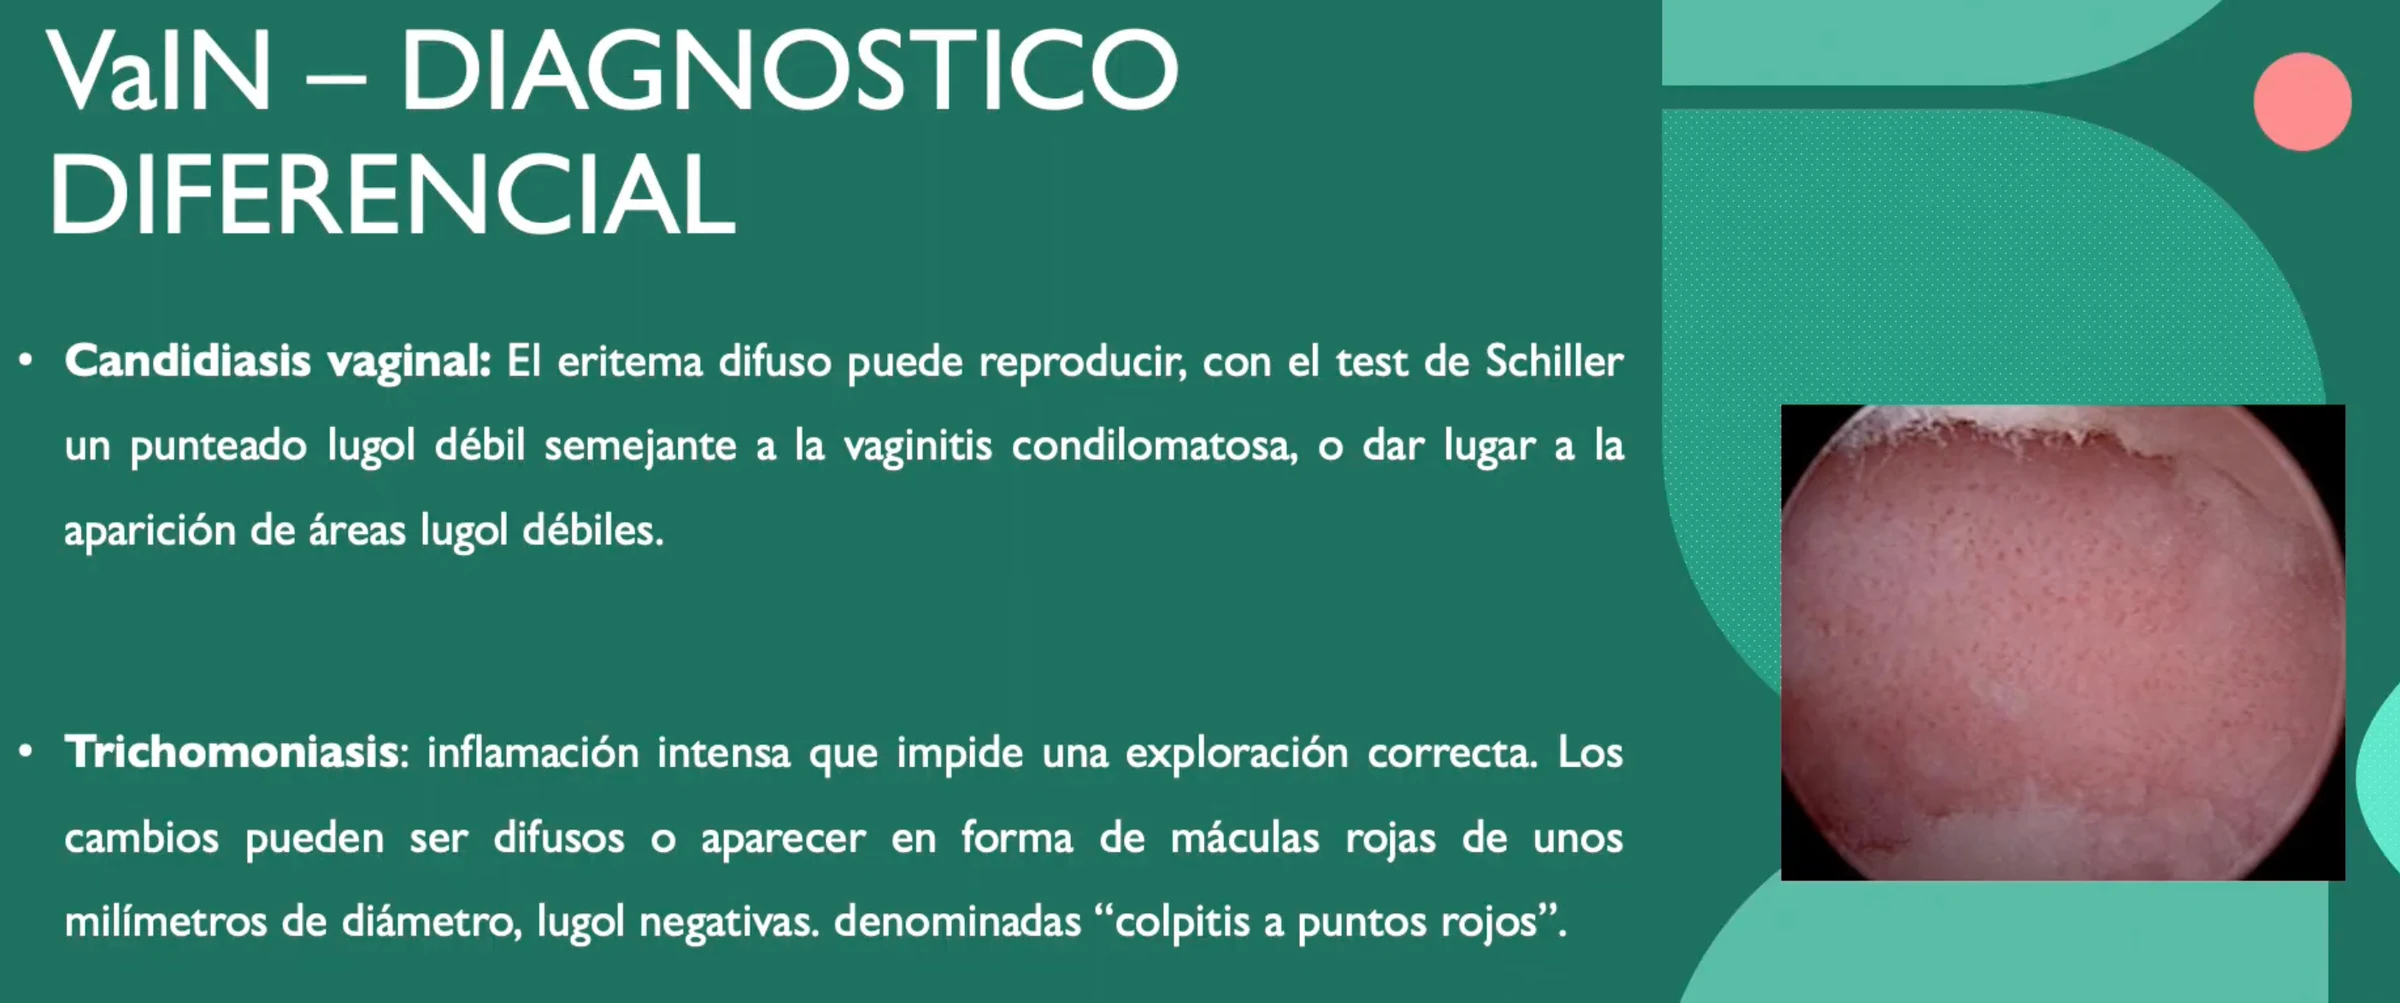 VaIN – DIAGNOSTICO
DIFERENCIAL
• Candidiasis vaginal: El eritema difuso puede reproducir, con el test de Schiller
un punteado lugol débil semejante a la vaginitis condilomatosa, o dar lugar a la
aparición de áreas lugol débiles.
• Trichomoniasis: inflamación intensa que impide una exploración correcta. Los
cambios pueden ser difusos o aparecer en forma de máculas rojas de unos
milímetros de diámetro, lugol negativas. denominadas “colpitis a puntos rojos”.